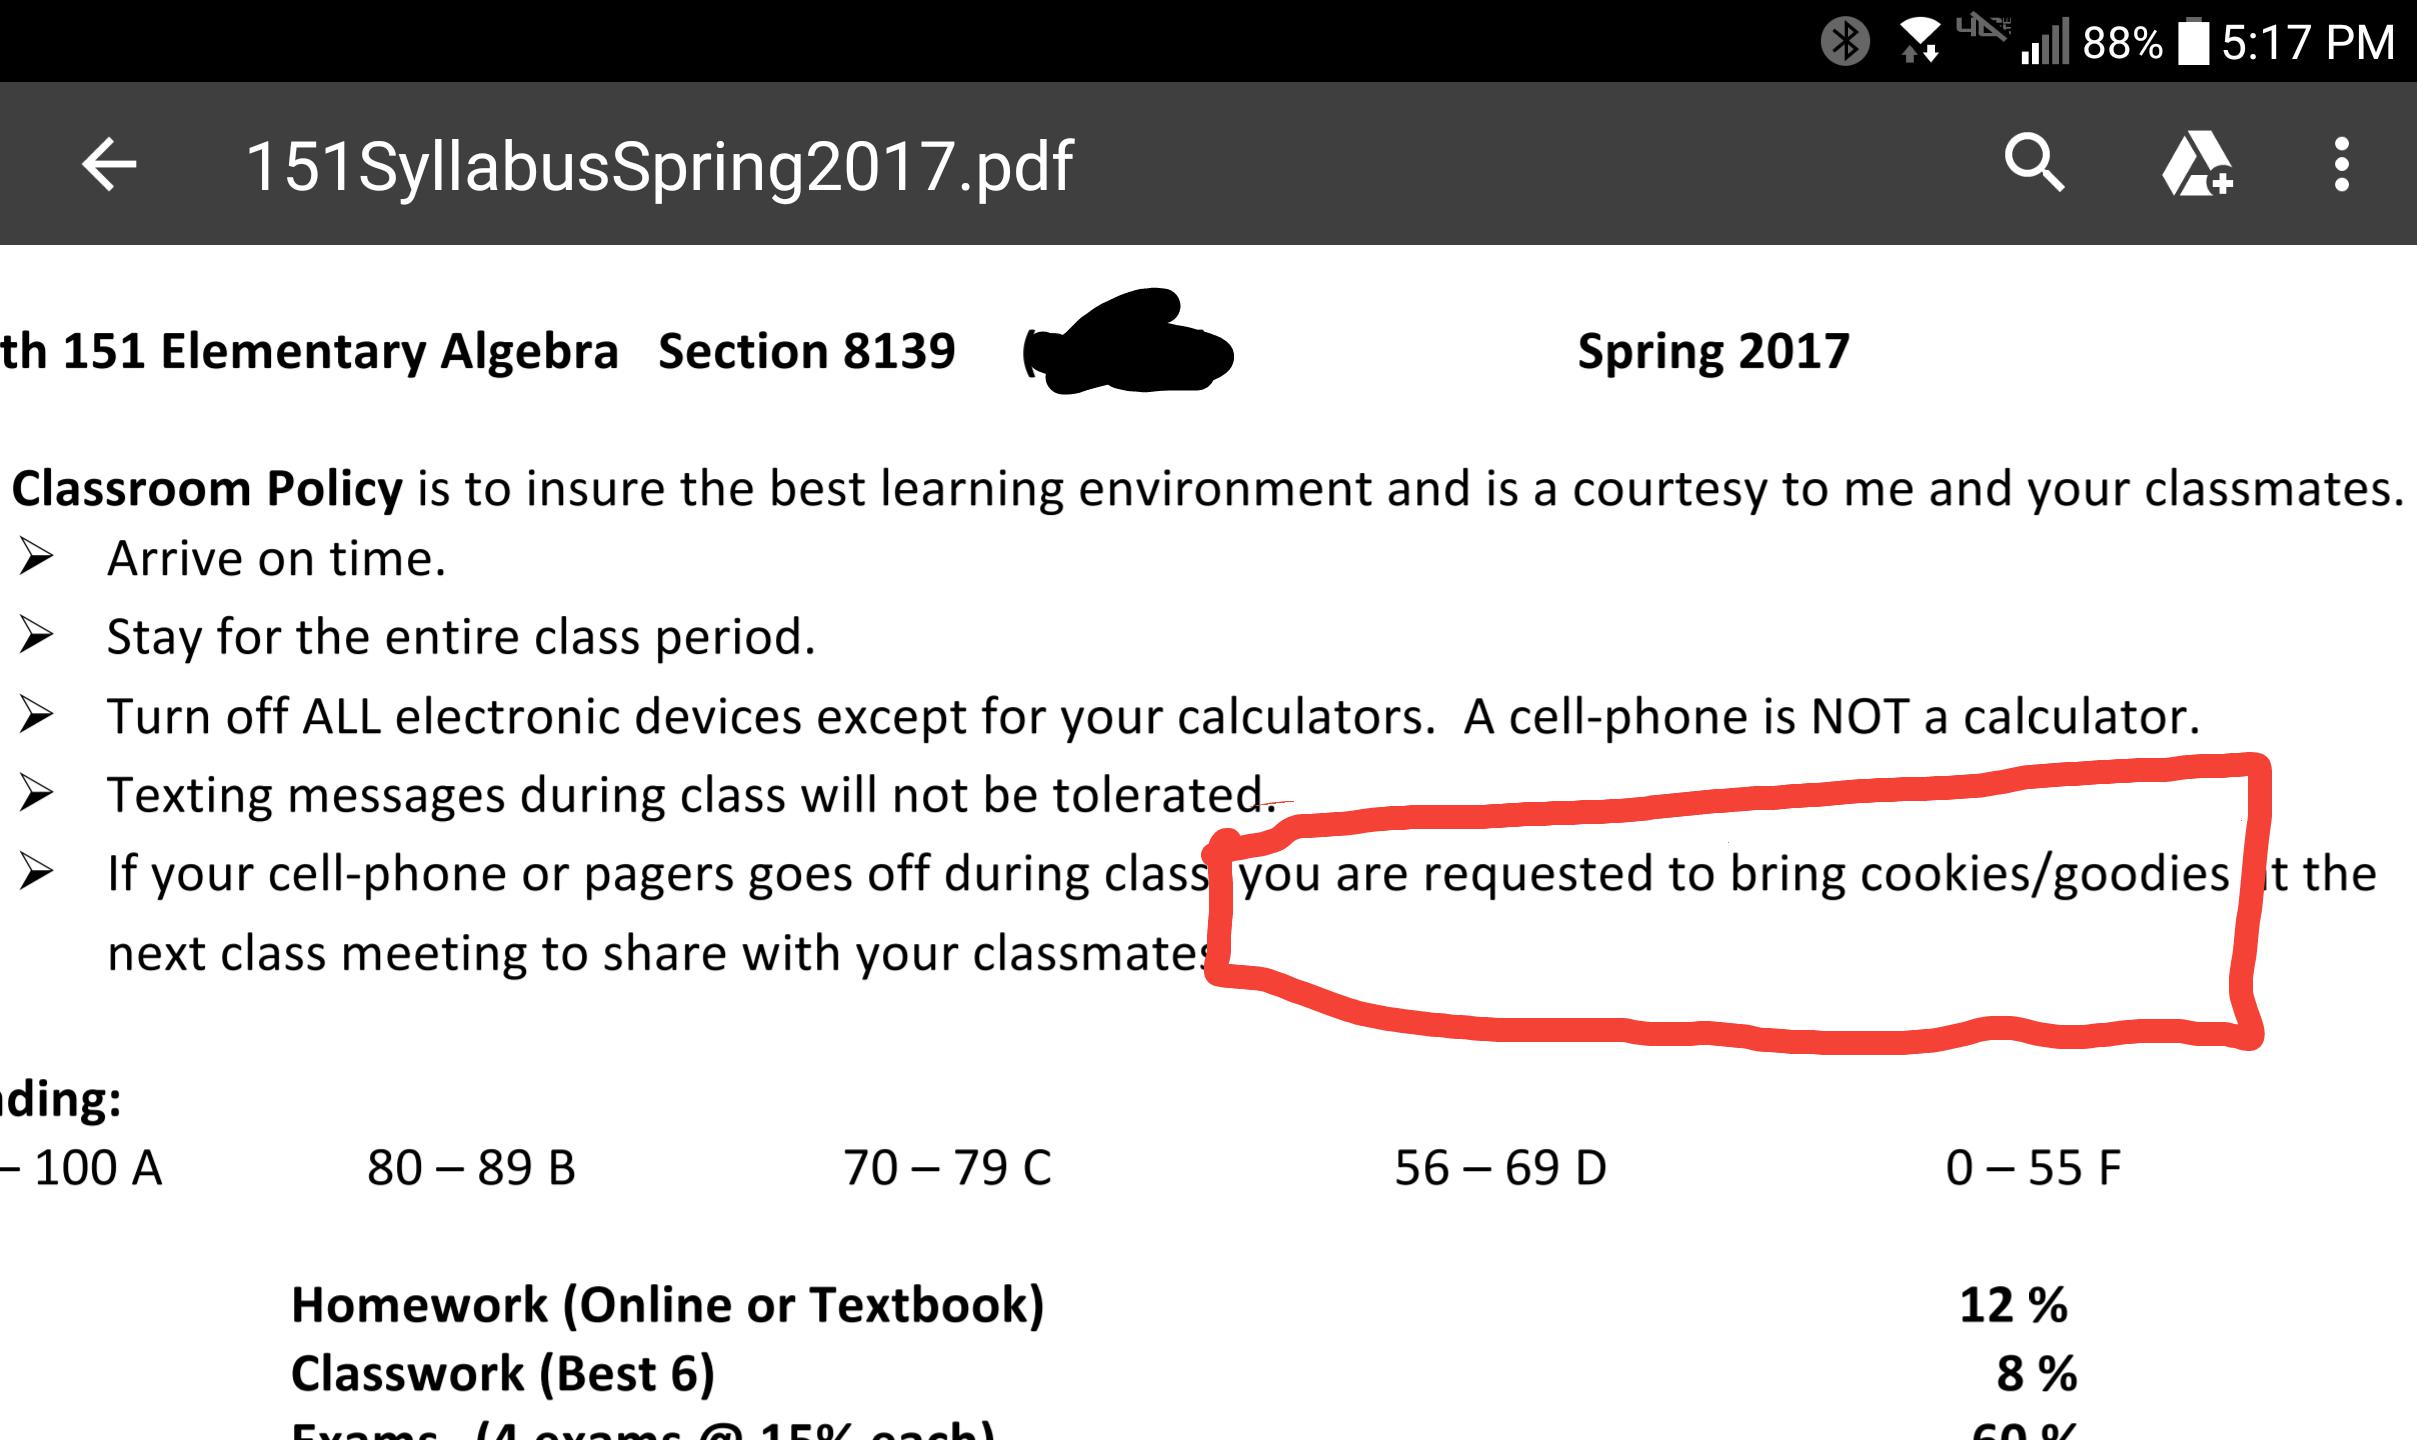 88% 5:17 PM
151SyllabusSpring2017.pdf
th 151 Elementary Algebra Section 8139 ( Spring 2017
Classroom Policy is to insure the best learning environment and is a courtesy to me and your classmates.
➢ Arrive on time.
➢ Stay for the entire class period.
➢ Turn off ALL electronic devices except for your calculators. A cell-phone is NOT a calculator.
➢ Texting messages during class will not be tolerated.
➢ If your cell-phone or pagers goes off during class you are requested to bring cookies/goodies at the
next class meeting to share with your classmates
ding:
– 100 A 80 – 89 B 70 – 79 C 56 – 69 D 0 – 55 F
Homework (Online or Textbook) 12 %
Classwork (Best 6) 8 %
Exams (4 exams @ 15% each) 60 %